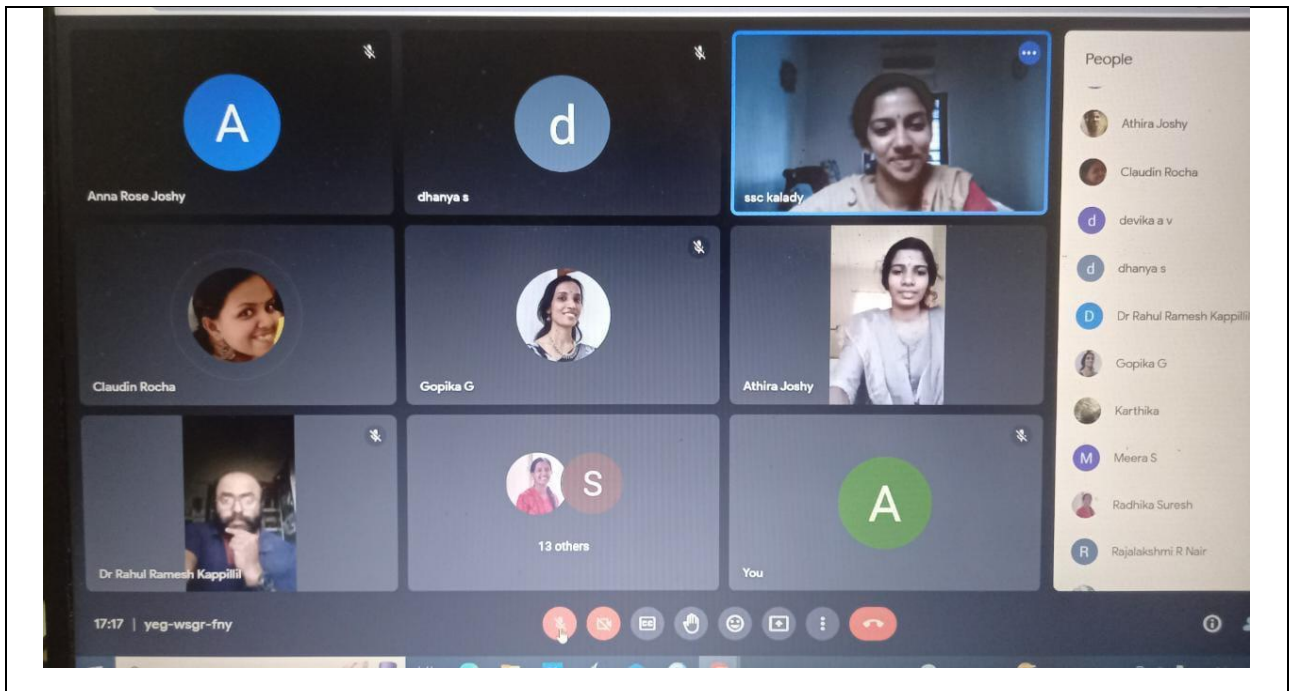 People
A
Anna Rose Joshy
d
dhanya s
ssc kalady
Claudin Rocha
Gopika G
Athira Joshy
Dr Rahul Ramesh Kappillil
S
13 others
A
You
Athira Joshy
Claudin Rocha
d devika a v
d dhanya s
D Dr Rahul Ramesh Kappillil
Gopika G
Karthika
M Meera S
Radhika Suresh
R Rajalakshmi R Nair
17:17 | yeg-wsgr-fny
CC